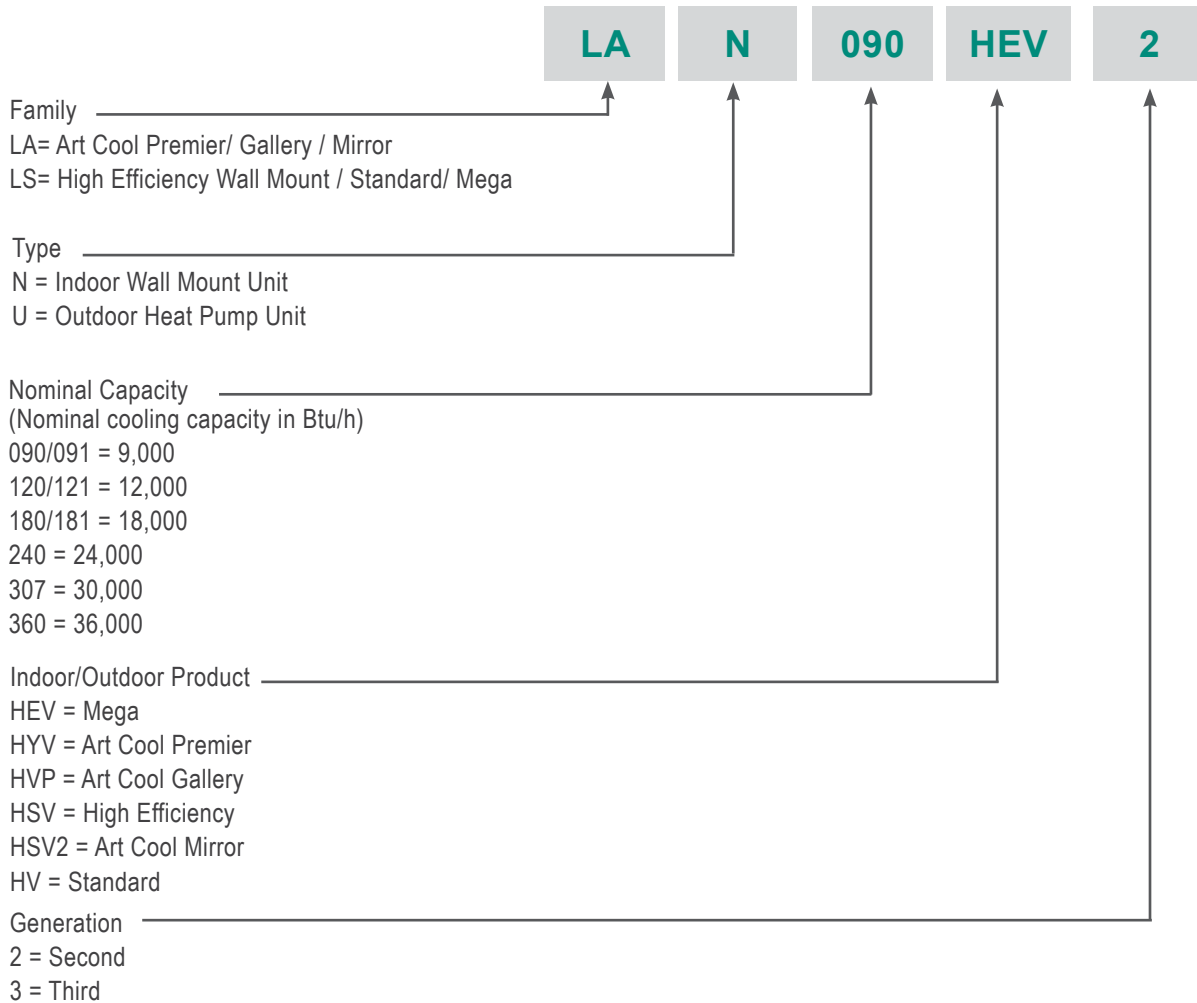 LA N 090 HEV 2
Family
LA= Art Cool Premier/ Gallery / Mirror
LS= High Efficiency Wall Mount / Standard/ Mega
Type
N = Indoor Wall Mount Unit
U = Outdoor Heat Pump Unit
Nominal Capacity
(Nominal cooling capacity in Btu/h)
090/091 = 9,000
120/121 = 12,000
180/181 = 18,000
240 = 24,000
307 = 30,000
360 = 36,000
Indoor/Outdoor Product
HEV = Mega
HYV = Art Cool Premier
HVP = Art Cool Gallery
HSV = High Efficiency
HSV2 = Art Cool Mirror
HV = Standard
Generation
2 = Second
3 = Third